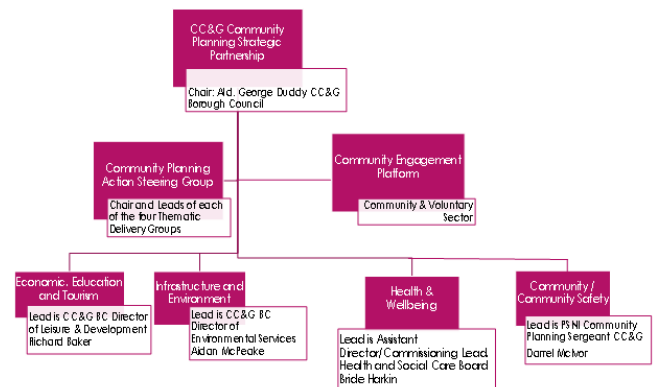 CC&G Community
Planning Strategic
Partnership
Chair: Ald. George Duddy CC&G
Borough Council
Community Planning
Action Steering Group
Chair and Leads of each
of the four Thematic
Delivery Groups
Community Engagement
Platform
Community & Voluntary
Sector
Economic, Education
and Tourism
Lead is CC&G BC Director
of Leisure & Development
Richard Baker
Infrastructure and
Environment
Lead is CC&G BC
Director of
Environmental Services
Aidan McPeake
Health &
Wellbeing
Lead is Assistant
Director/Commissioning Lead.
Health and Social Care Board
Bride Harkin
Community /
Community Safety
Lead is PSNI Community
Planning Sergeant CC&G
Darrel McIvor